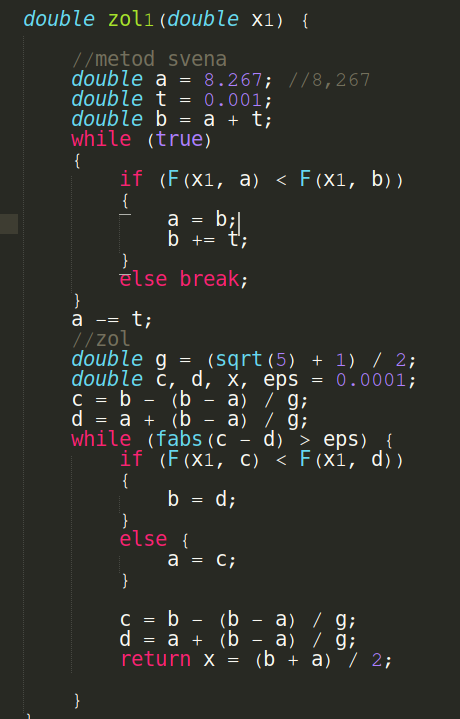 double zol1(double x1) {
//metod svena
double a = 8.267; //8,267
double t = 0.001;
double b = a + t;
while (true)
{
if (F(x1, a) < F(x1, b))
{
a = b;
b += t;
}
else break;
}
a -= t;
//zol
double g = (sqrt(5) + 1) / 2;
double c, d, x, eps = 0.0001;
c = b - (b - a) / g;
d = a + (b - a) / g;
while (fabs(c - d) > eps) {
if (F(x1, c) < F(x1, d))
{
b = d;
}
else {
a = c;
}
c = b - (b - a) / g;
d = a + (b - a) / g;
return x = (b + a) / 2;
}
}